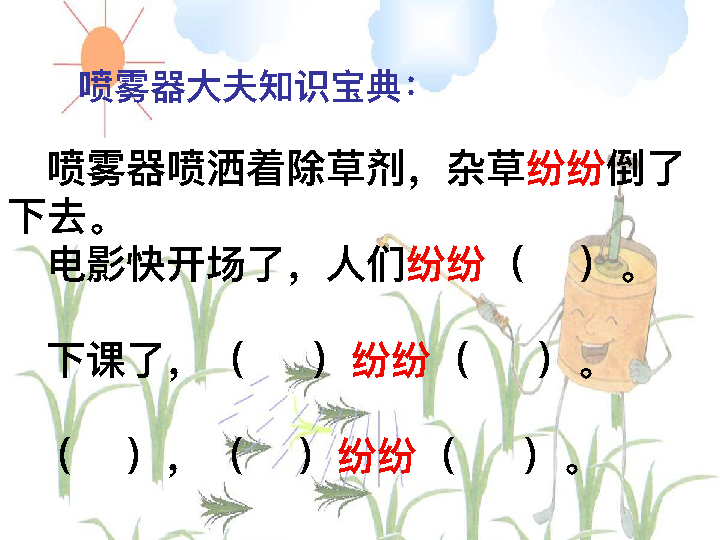 喷雾器大夫知识宝典：
喷雾器喷洒着除草剂，杂草纷纷倒了
下去。
电影快开场了，人们纷纷（　）。
下课了，（　）纷纷（　）。
（　），（　）纷纷（　）。